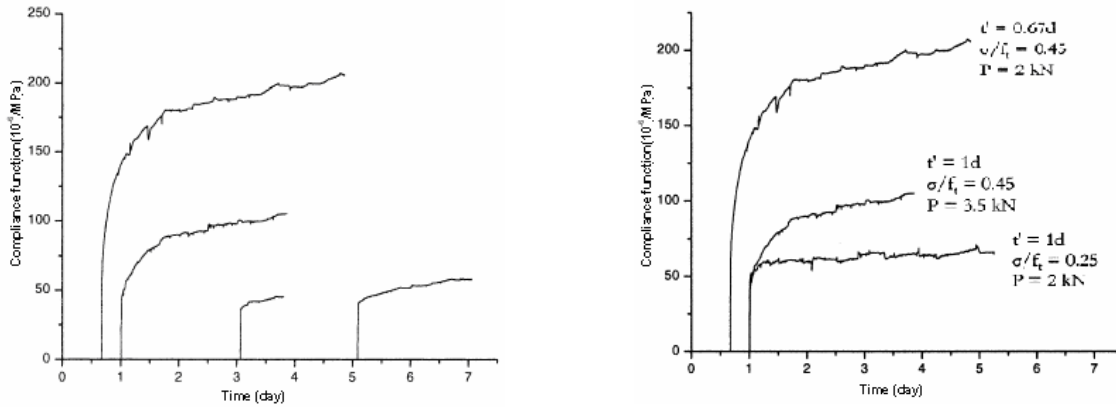 250
200
150
100
50
0
Compliance function(10⁻⁶/MPa)
0 1 2 3 4 5 6 7
Time (day)
t' = 0.67d
σ/fₜ = 0.45
P = 2 kN
200
150
100
50
0
Compliance function(10⁻⁶/MPa)
t' = 1d
σ/fₜ = 0.45
P = 3.5 kN
t' = 1d
σ/fₜ = 0.25
P = 2 kN
0 1 2 3 4 5 6 7
Time (day)